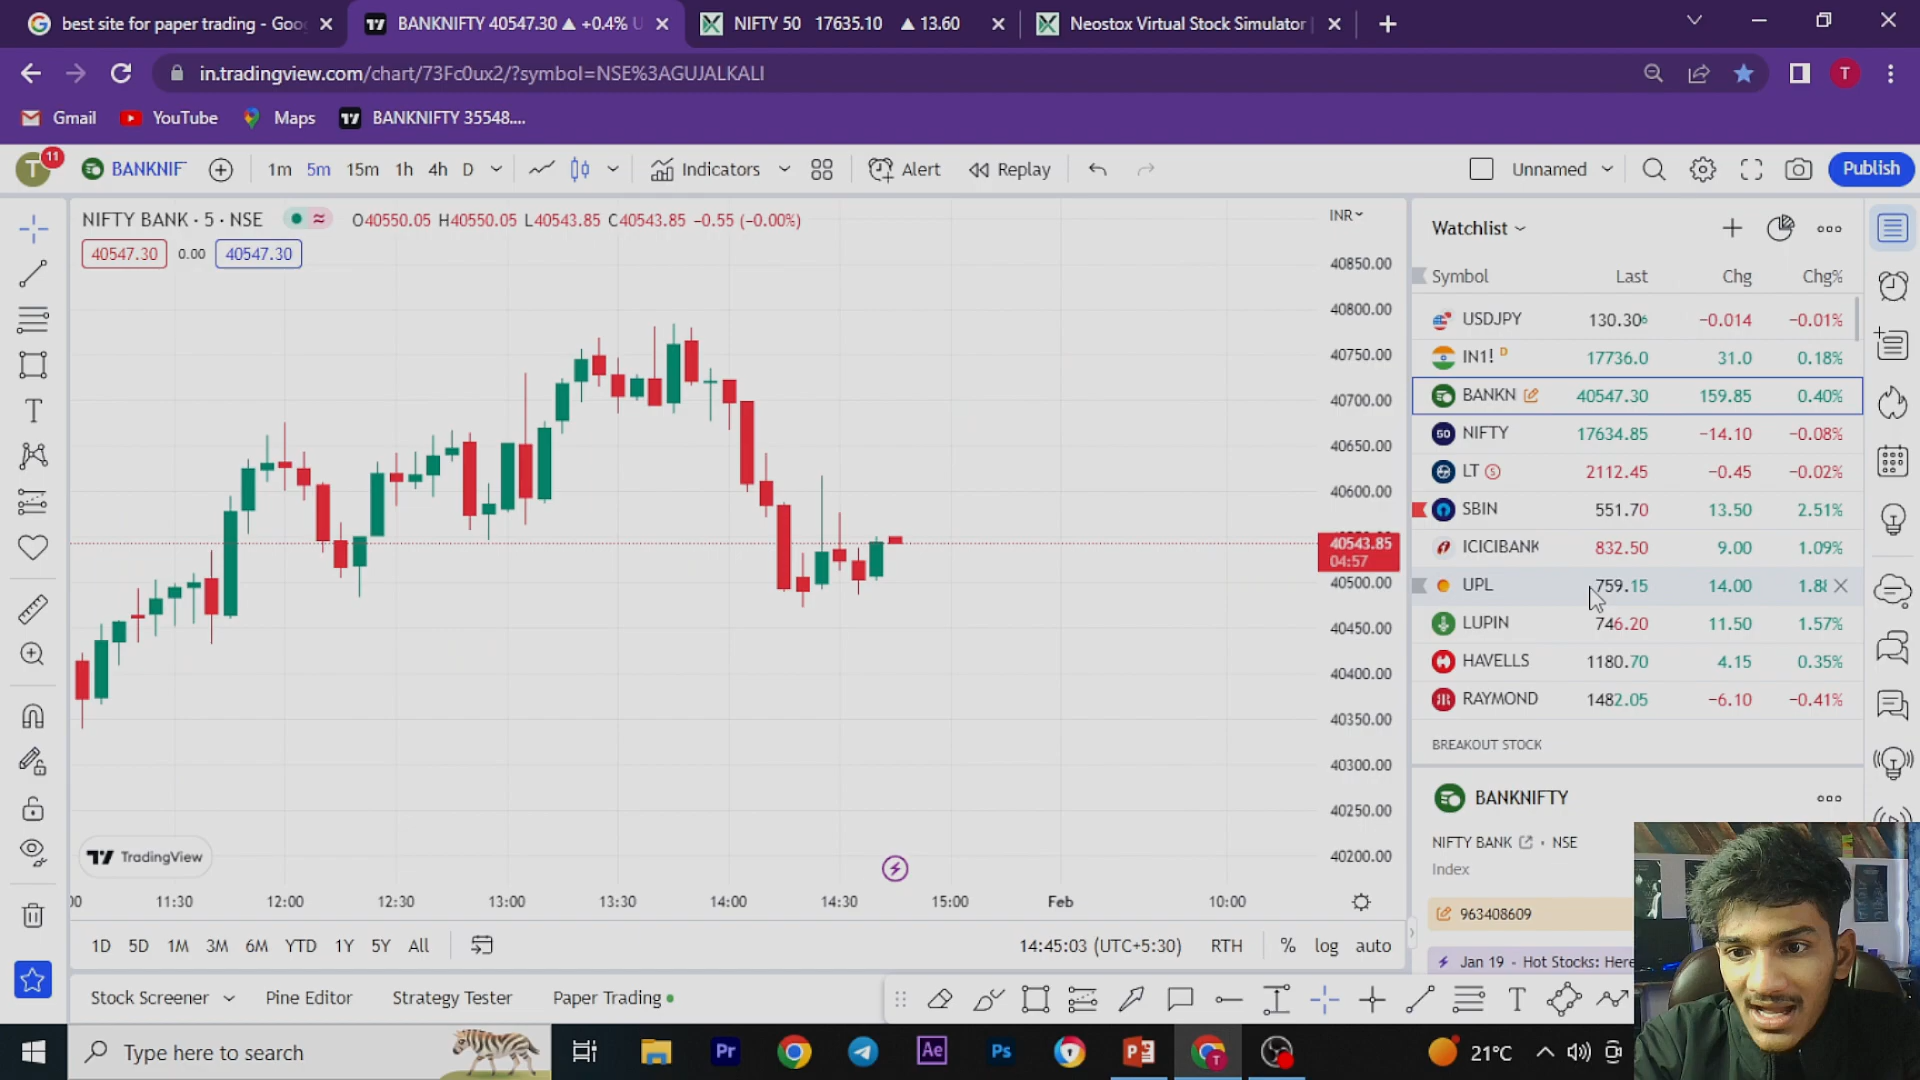 best site for paper trading - Goo
BANKNIFTY 40547.30 ▲ +0.4% U
NIFTY 50 17635.10 ▲ 13.60
Neostox Virtual Stock Simulator |
in.tradingview.com/chart/73Fc0ux2/?symbol=NSE%3AGUJALKALI
T
Gmail
YouTube
Maps
BANKNIFTY 35548....
T 11
BANKNIF
1m 5m 15m 1h 4h D
Indicators
Alert
Replay
Unnamed
Publish
NIFTY BANK · 5 · NSE
O40550.05 H40550.05 L40543.85 C40543.85 −0.55 (−0.00%)
40547.30 0.00 40547.30
INR
40850.00
40800.00
40750.00
40700.00
40650.00
40600.00
40543.85
04:57
40500.00
40450.00
40400.00
40350.00
40300.00
40250.00
40200.00
TradingView
11:30 12:00 12:30 13:00 13:30 14:00 14:30 15:00 Feb 10:00
1D 5D 1M 3M 6M YTD 1Y 5Y All
14:45:03 (UTC+5:30) RTH % log auto
Stock Screener
Pine Editor
Strategy Tester
Paper Trading
Watchlist
Symbol Last Chg Chg%
USDJPY 130.306 −0.014 −0.01%
IN1! D 17736.0 31.0 0.18%
BANKN 40547.30 159.85 0.40%
NIFTY 17634.85 −14.10 −0.08%
LT S 2112.45 −0.45 −0.02%
SBIN 551.70 13.50 2.51%
ICICIBANK 832.50 9.00 1.09%
UPL 759.15 14.00 1.8
LUPIN 746.20 11.50 1.57%
HAVELLS 1180.70 4.15 0.35%
RAYMOND 1482.05 −6.10 −0.41%
BREAKOUT STOCK
BANKNIFTY
NIFTY BANK · NSE
Index
963408609
Jan 19 - Hot Stocks: Here
Type here to search
Pr
Ae
Ps
21°C